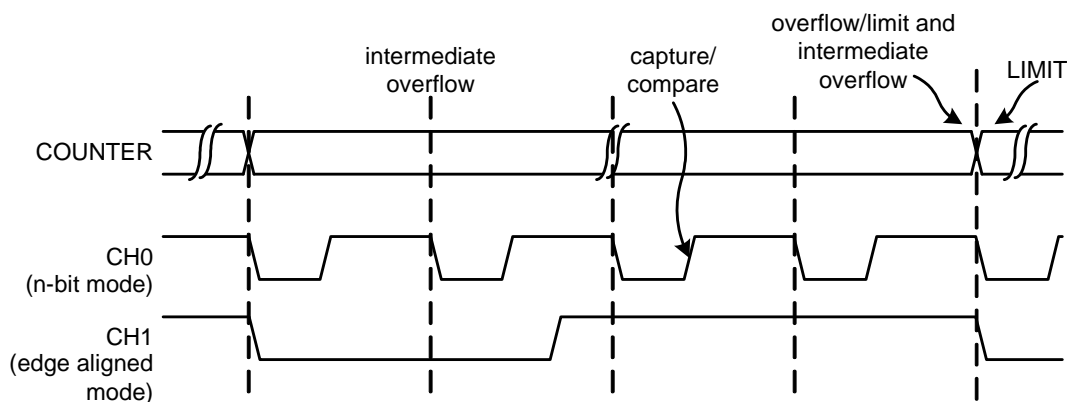 overflow/limit and
intermediate
overflow
intermediate
overflow
capture/
compare
LIMIT
COUNTER
CH0
(n-bit mode)
CH1
(edge aligned
mode)